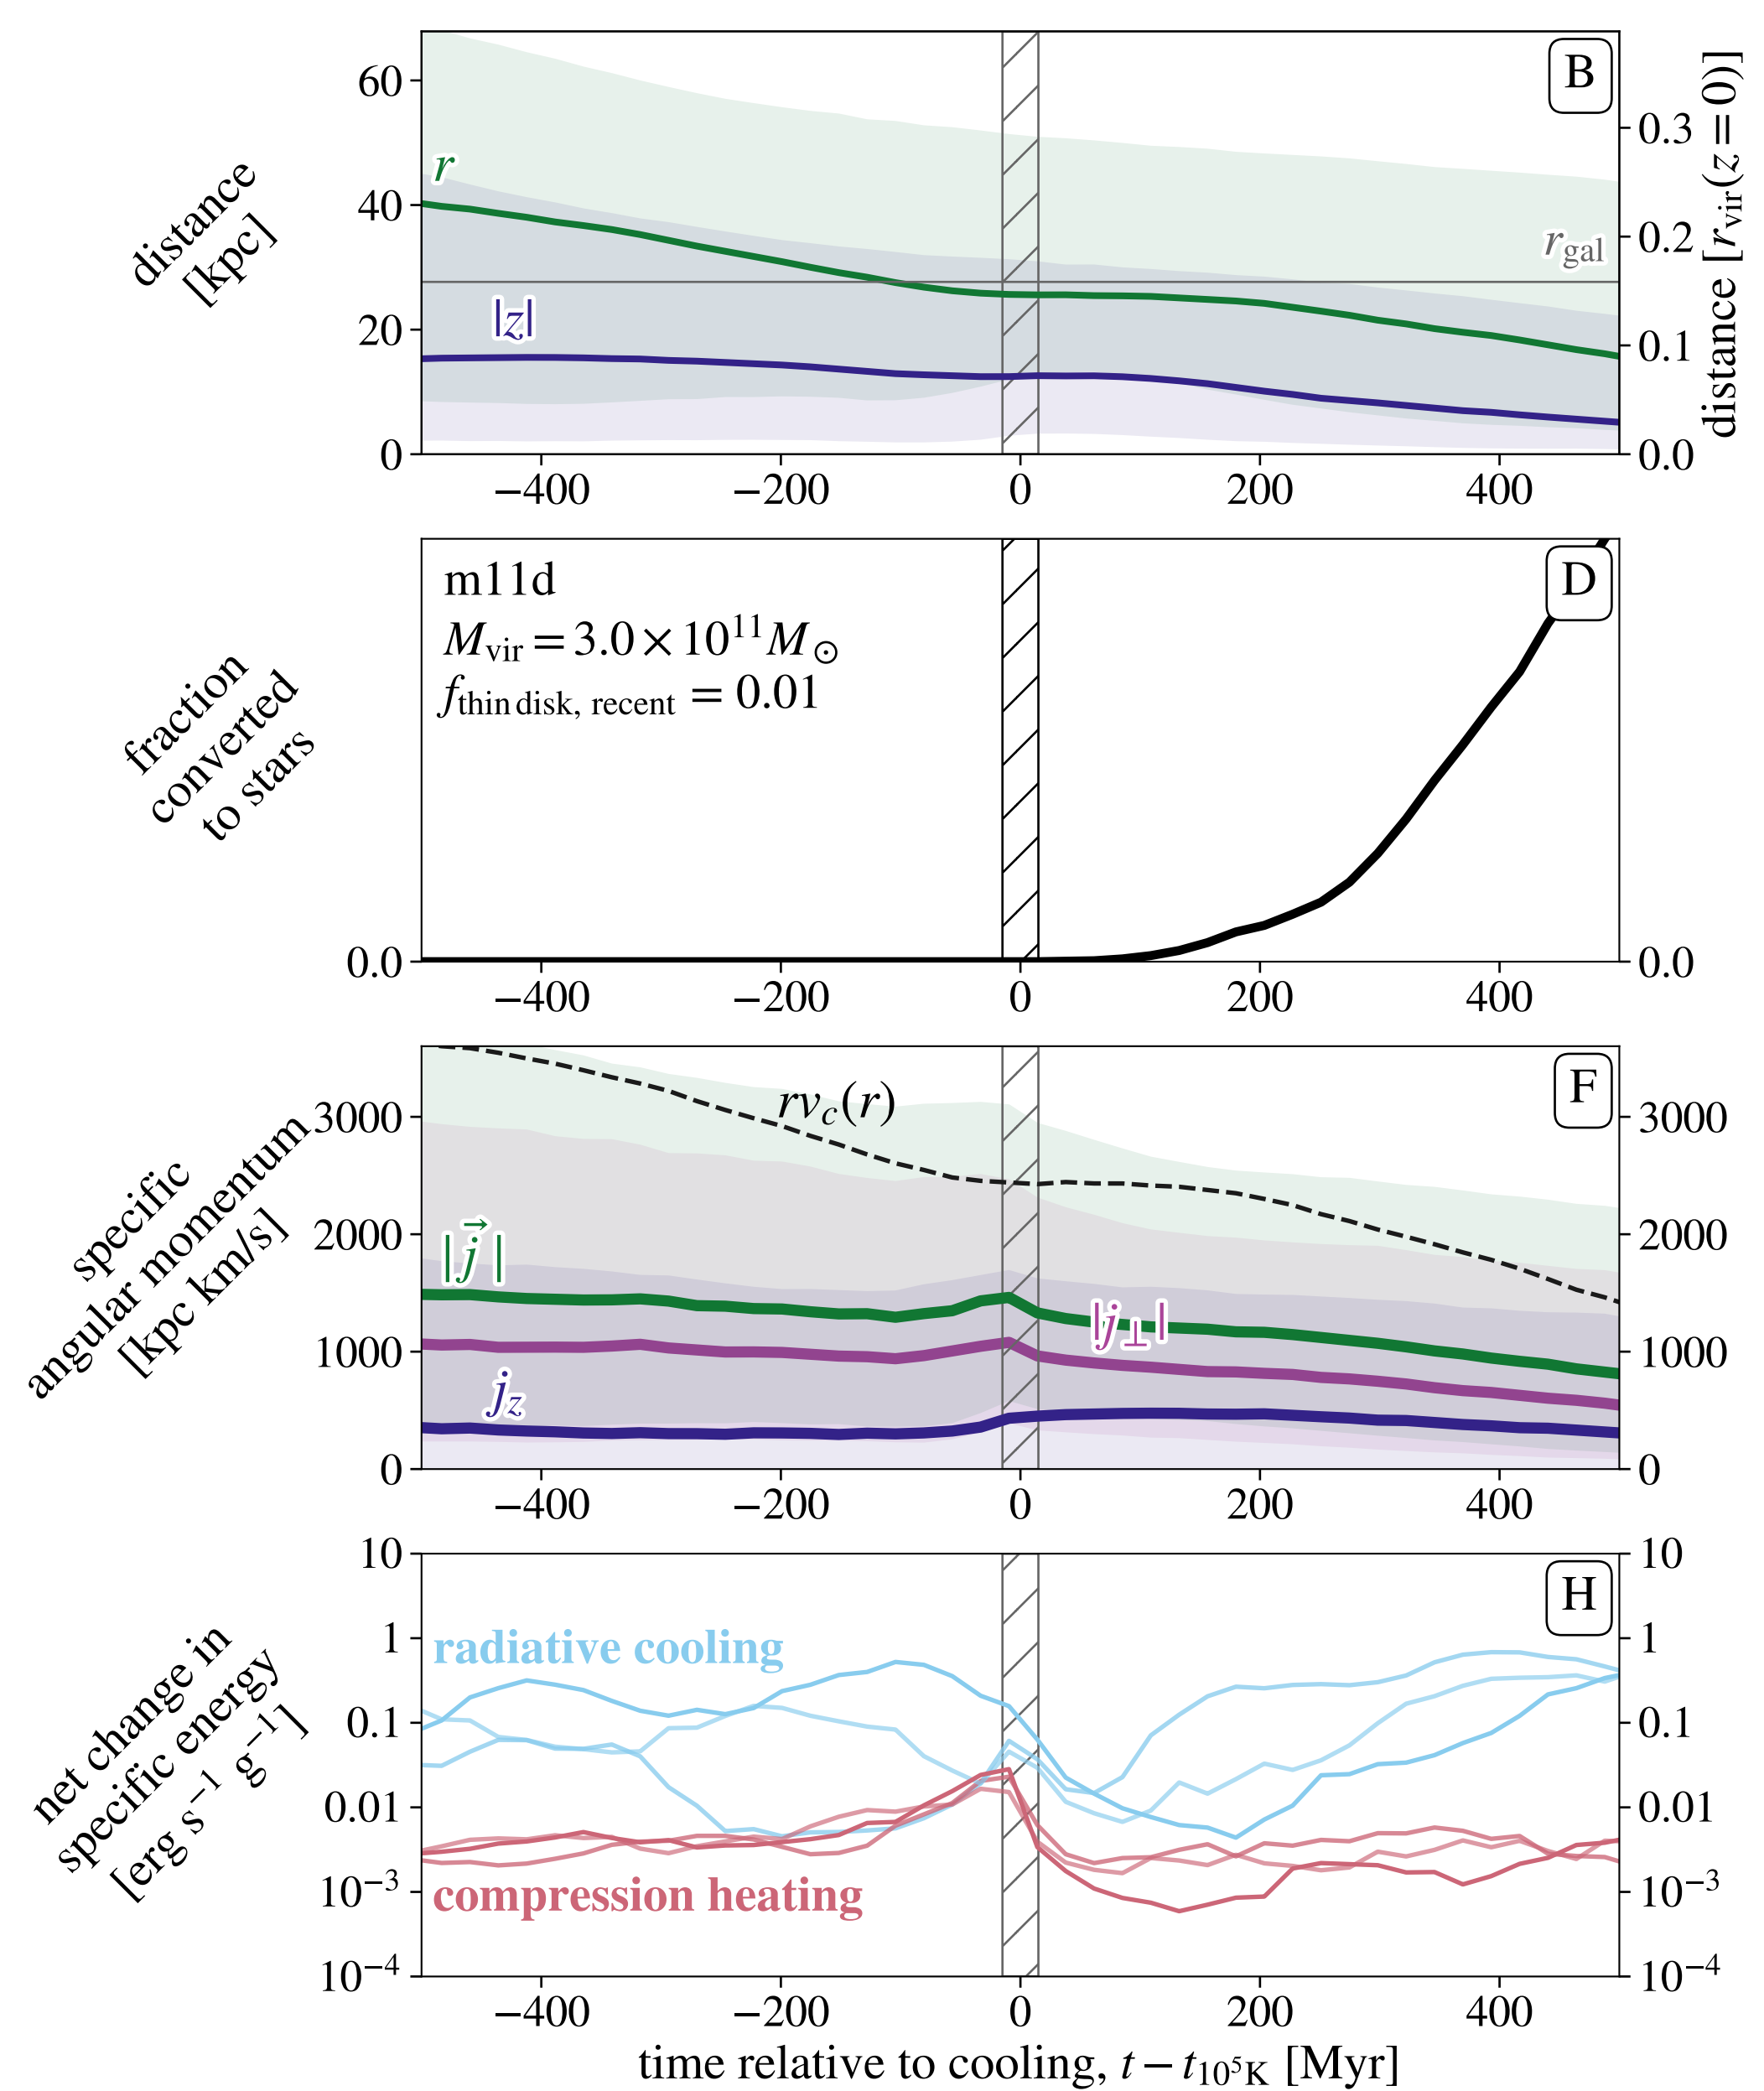 B
60
40
20
0
r
|z|
r_gal
distance
[kpc]
0.3
0.2
0.1
0.0
distance [r_vir(z=0)]
−400 −200 0 200 400
D
m11d
M_vir = 3.0 × 10^11 M_⊙
f_thin disk, recent = 0.01
fraction
converted
to stars
0.0 0.0
−400 −200 0 200 400
F
rv_c(r)
3000 3000
2000 2000
1000 1000
0 0
|j⃗|
|j_⊥|
j_z
specific
angular momentum
[kpc km/s]
−400 −200 0 200 400
H
10 10
1 1
0.1 0.1
0.01 0.01
10^−3 10^−3
10^−4 10^−4
radiative cooling
compression heating
net change in
specific energy
[erg s^−1 g^−1]
−400 −200 0 200 400
time relative to cooling, t − t_10^5K [Myr]